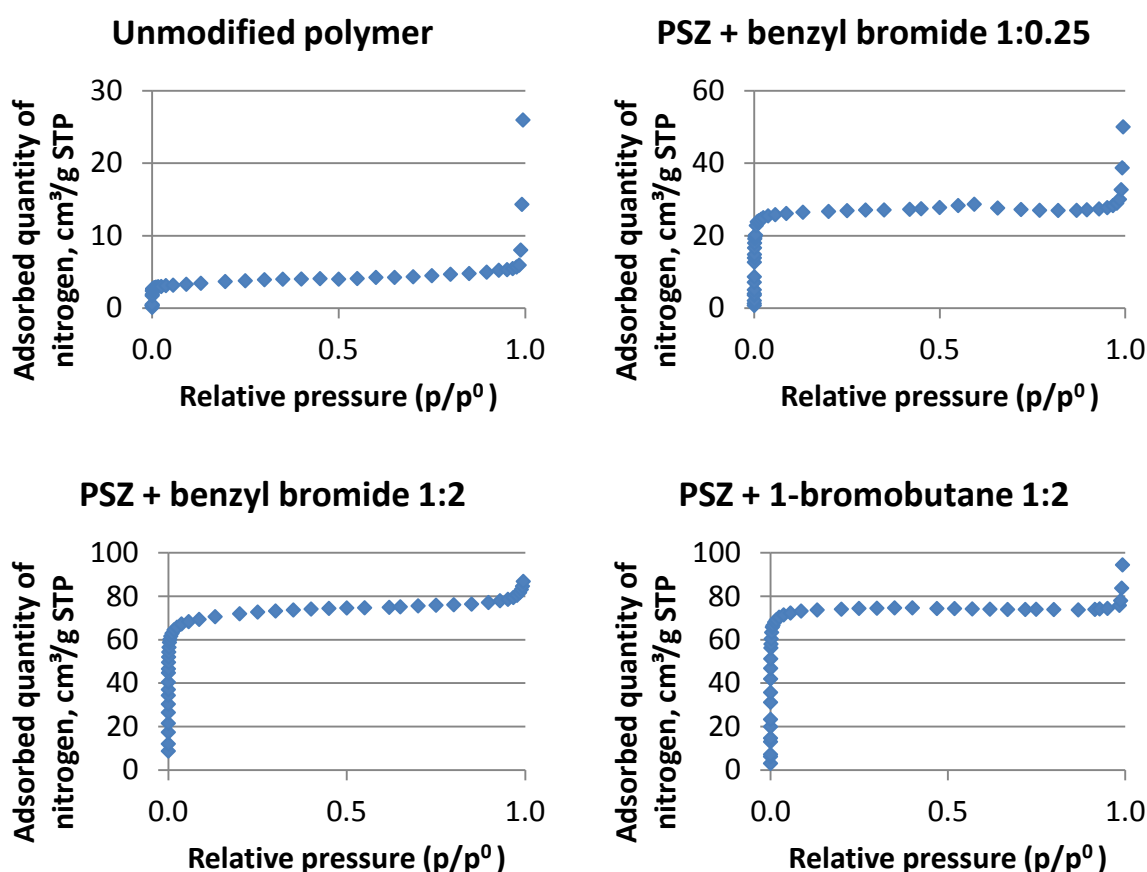 Unmodified polymer
Adsorbed quantity of
nitrogen, cm³/g STP
30
20
10
0
0.0
0.5
1.0
Relative pressure (p/p⁰ )
PSZ + benzyl bromide 1:0.25
Adsorbed quantity of
nitrogen, cm³/g STP
60
40
20
0
0.0
0.5
1.0
Relative pressure (p/p⁰ )
PSZ + benzyl bromide 1:2
Adsorbed quantity of
nitrogen, cm³/g STP
100
80
60
40
20
0
0.0
0.5
1.0
Relative pressure (p/p⁰ )
PSZ + 1-bromobutane 1:2
Adsorbed quantity of
nitrogen, cm³/g STP
100
80
60
40
20
0
0.0
0.5
1.0
Relative pressure (p/p⁰ )